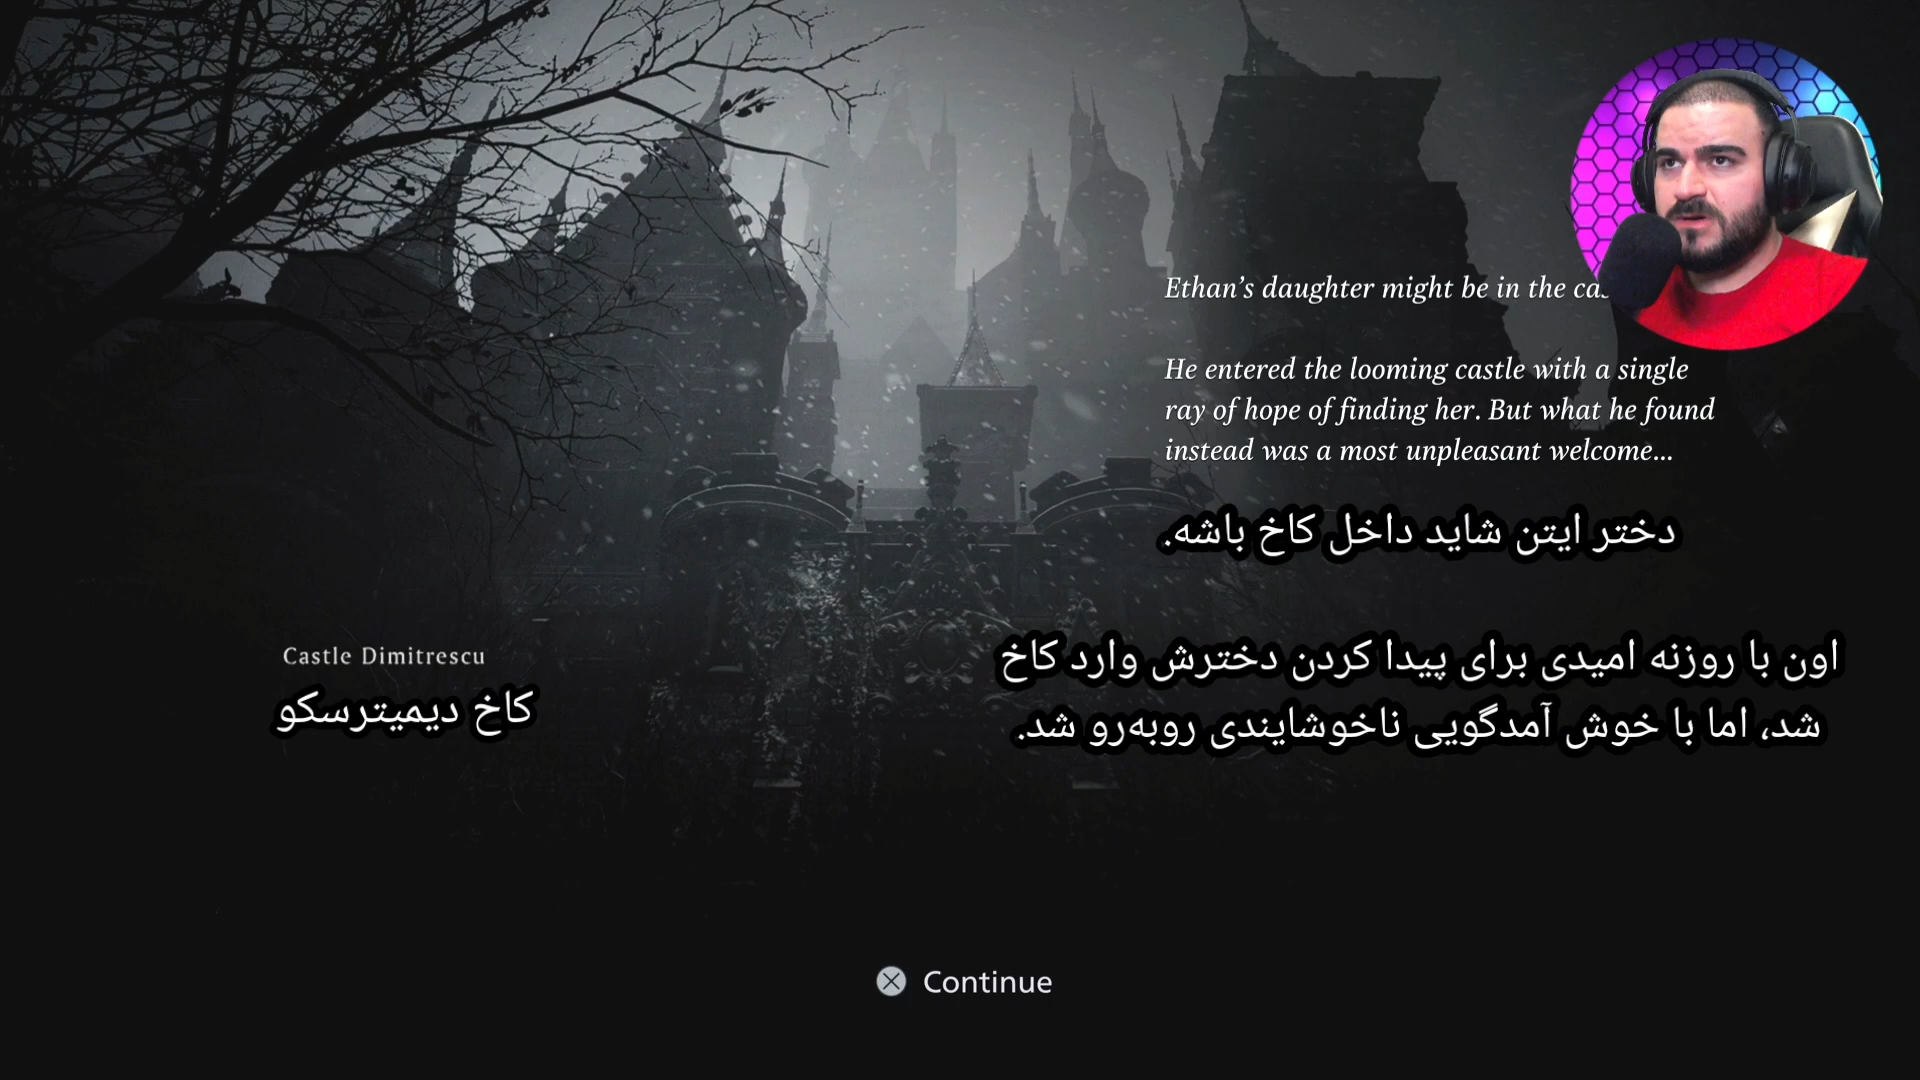 Ethan’s daughter might be in the
He entered the looming castle with a single
ray of hope of finding her. But what he found
instead was a most unpleasant welcome...
دختر ایتن شاید داخل کاخ باشه.
اون با روزنه امیدی برای پیدا کردن دخترش وارد کاخ
شد، اما با خوش آمدگویی ناخوشایندی روبه‌رو شد.
Castle Dimitrescu
کاخ دیمیترسکو
Continue